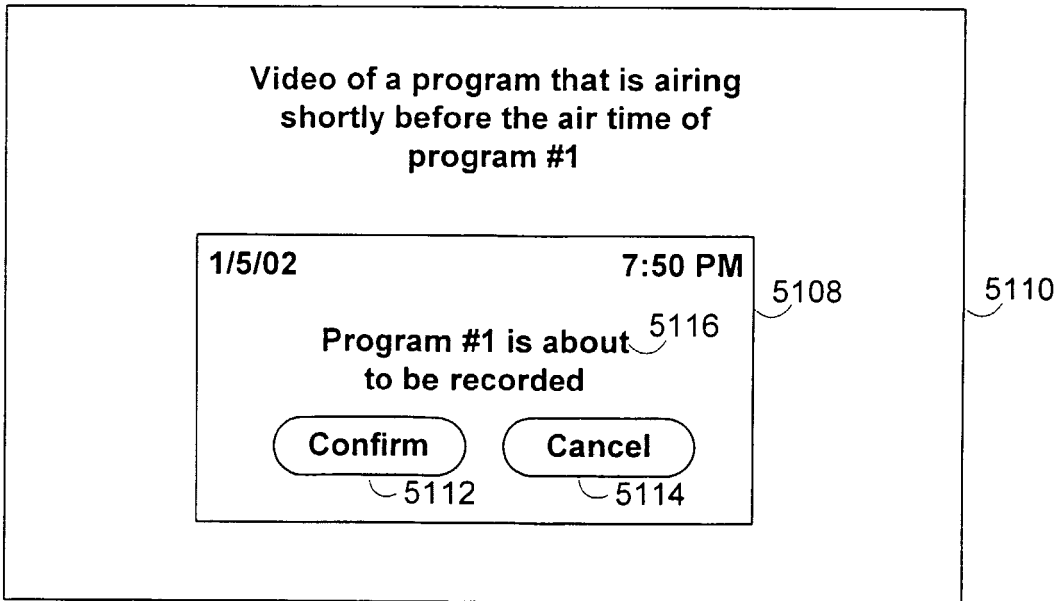 Video of a program that is airing
shortly before the air time of
program #1
1/5/02 7:50 PM
5108 5110
Program #1 is about 5116
to be recorded
Confirm Cancel
5112 5114